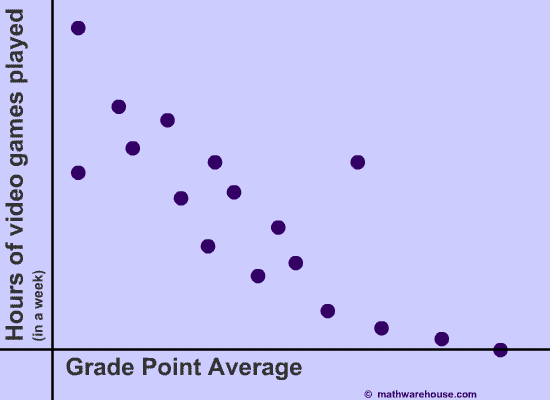 Hours of video games played
(in a week)
Grade Point Average
© mathwarehouse.com